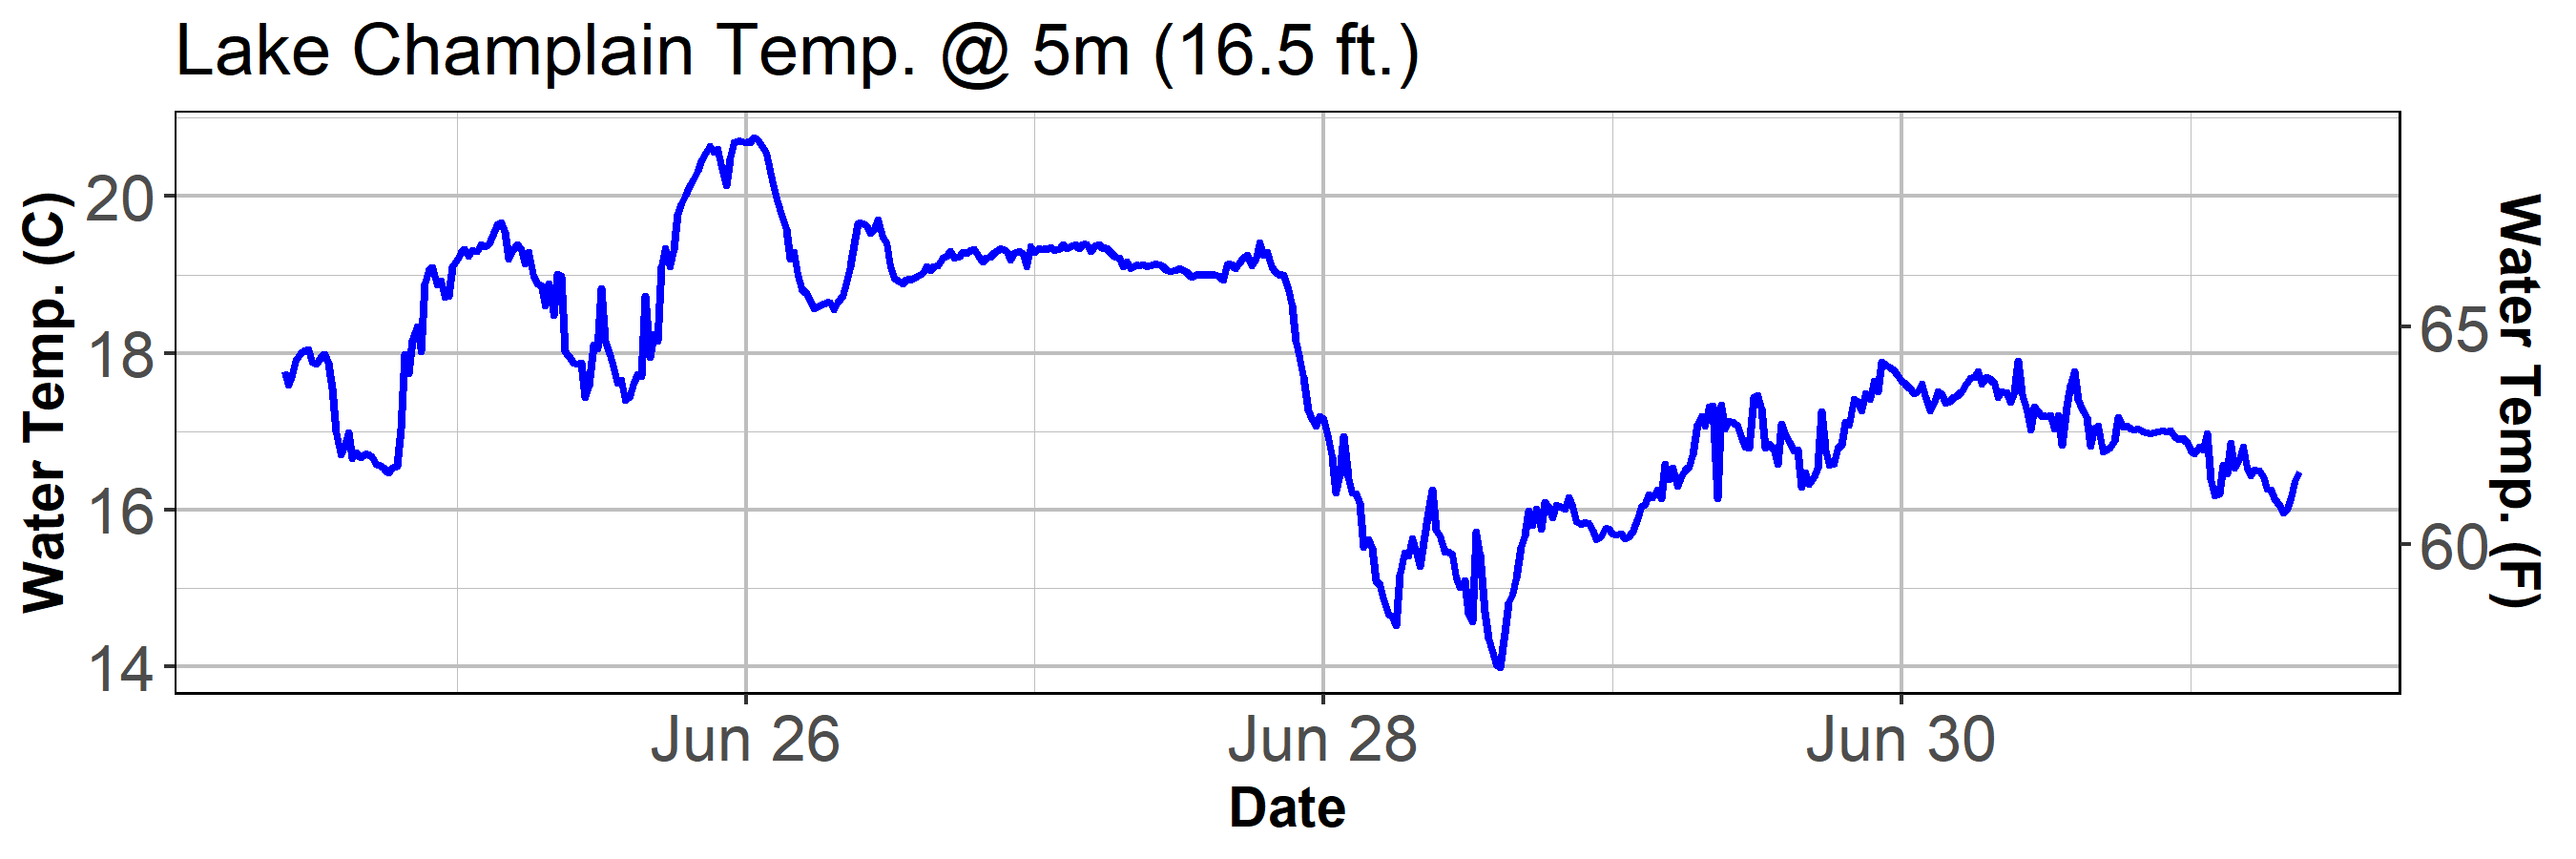 Lake Champlain Temp. @ 5m (16.5 ft.)
Water Temp. (C)
20
18
16
14
Water Temp. (F)
65
60
Jun 26
Jun 28
Jun 30
Date